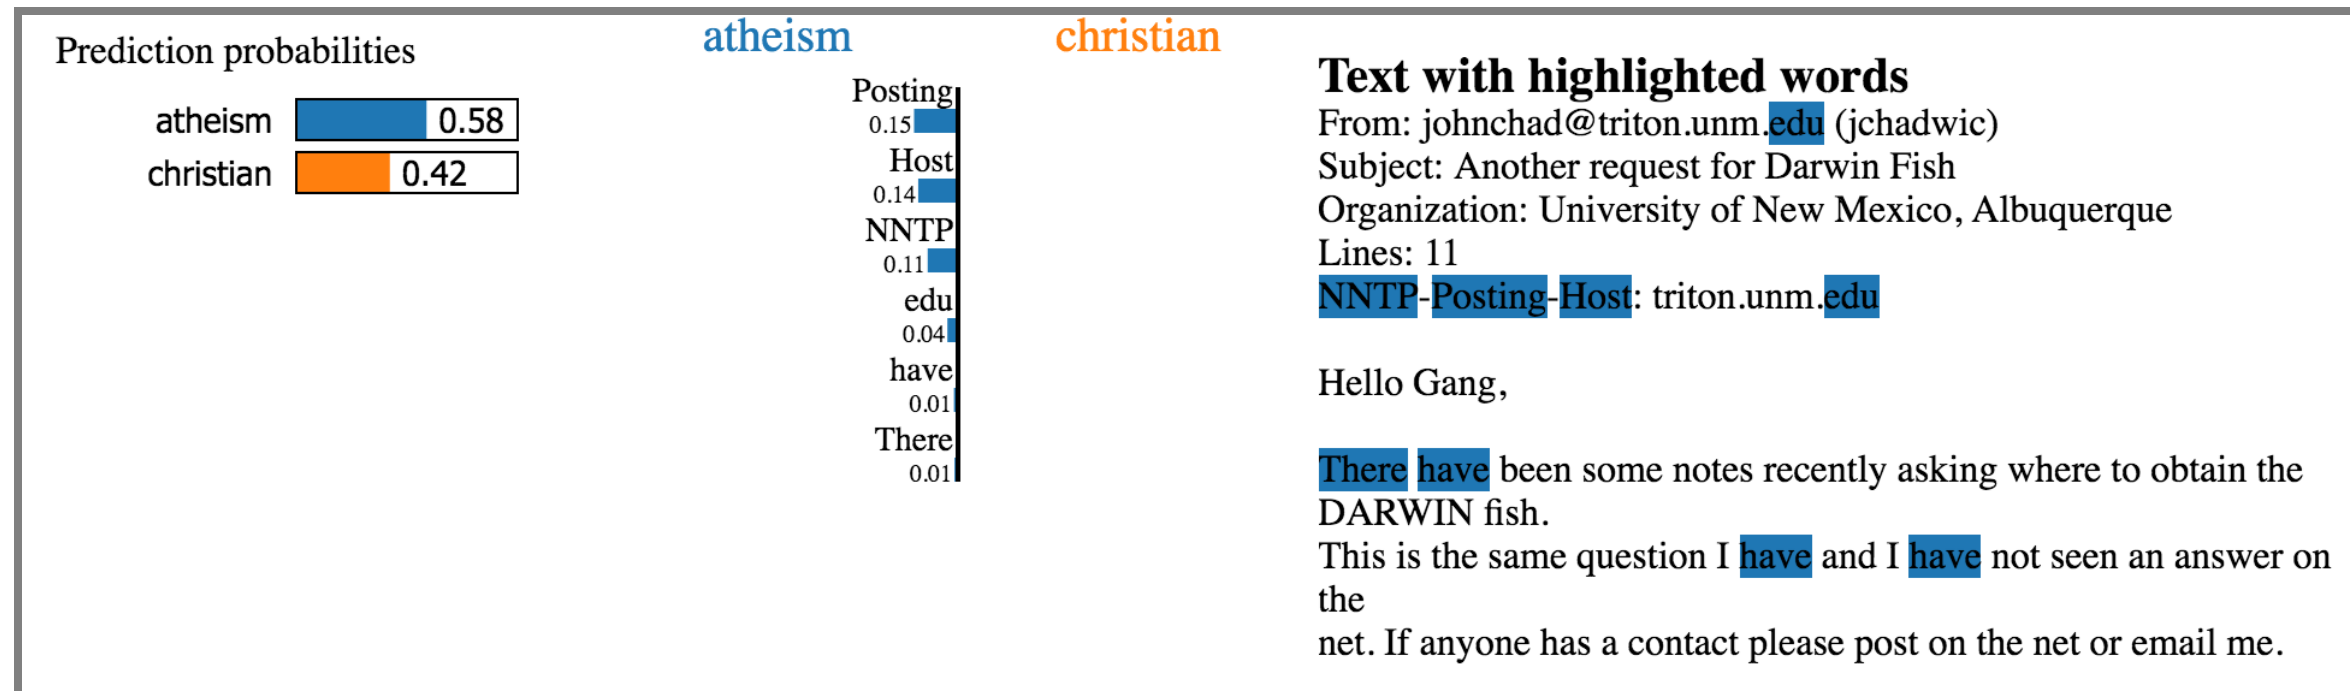 Prediction probabilities
atheism 0.58
christian 0.42
atheism christian
Posting
0.15
Host
0.14
NNTP
0.11
edu
0.04
have
0.01
There
0.01
Text with highlighted words
From: johnchad@triton.unm.edu (jchadwic)
Subject: Another request for Darwin Fish
Organization: University of New Mexico, Albuquerque
Lines: 11
NNTP-Posting-Host: triton.unm.edu
Hello Gang,
There have been some notes recently asking where to obtain the
DARWIN fish.
This is the same question I have and I have not seen an answer on
the
net. If anyone has a contact please post on the net or email me.